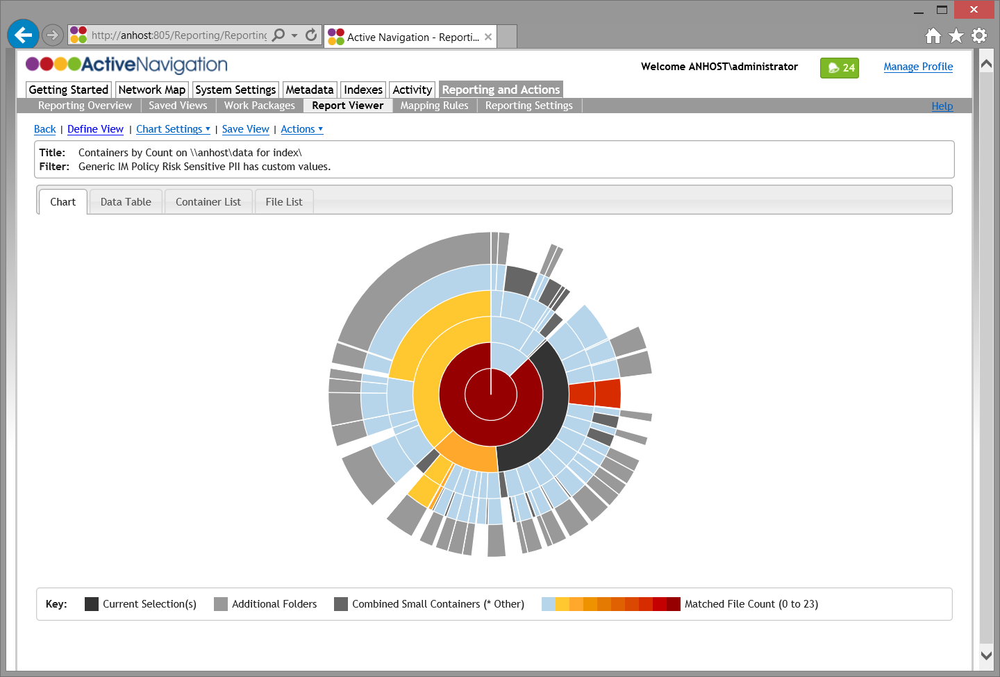 http://anhost:805/Reporting/Reporting
Active Navigation - Reporti...
ActiveNavigation
Welcome ANHOST\administrator
24
Manage Profile
Getting Started
Network Map
System Settings
Metadata
Indexes
Activity
Reporting and Actions
Reporting Overview
Saved Views
Work Packages
Report Viewer
Mapping Rules
Reporting Settings
Help
Back | Define View | Chart Settings ▾ | Save View | Actions ▾
Title: Containers by Count on \\anhost\data for index\
Filter: Generic IM Policy Risk Sensitive PII has custom values.
Chart
Data Table
Container List
File List
Key: Current Selection(s) Additional Folders Combined Small Containers (* Other) Matched File Count (0 to 23)